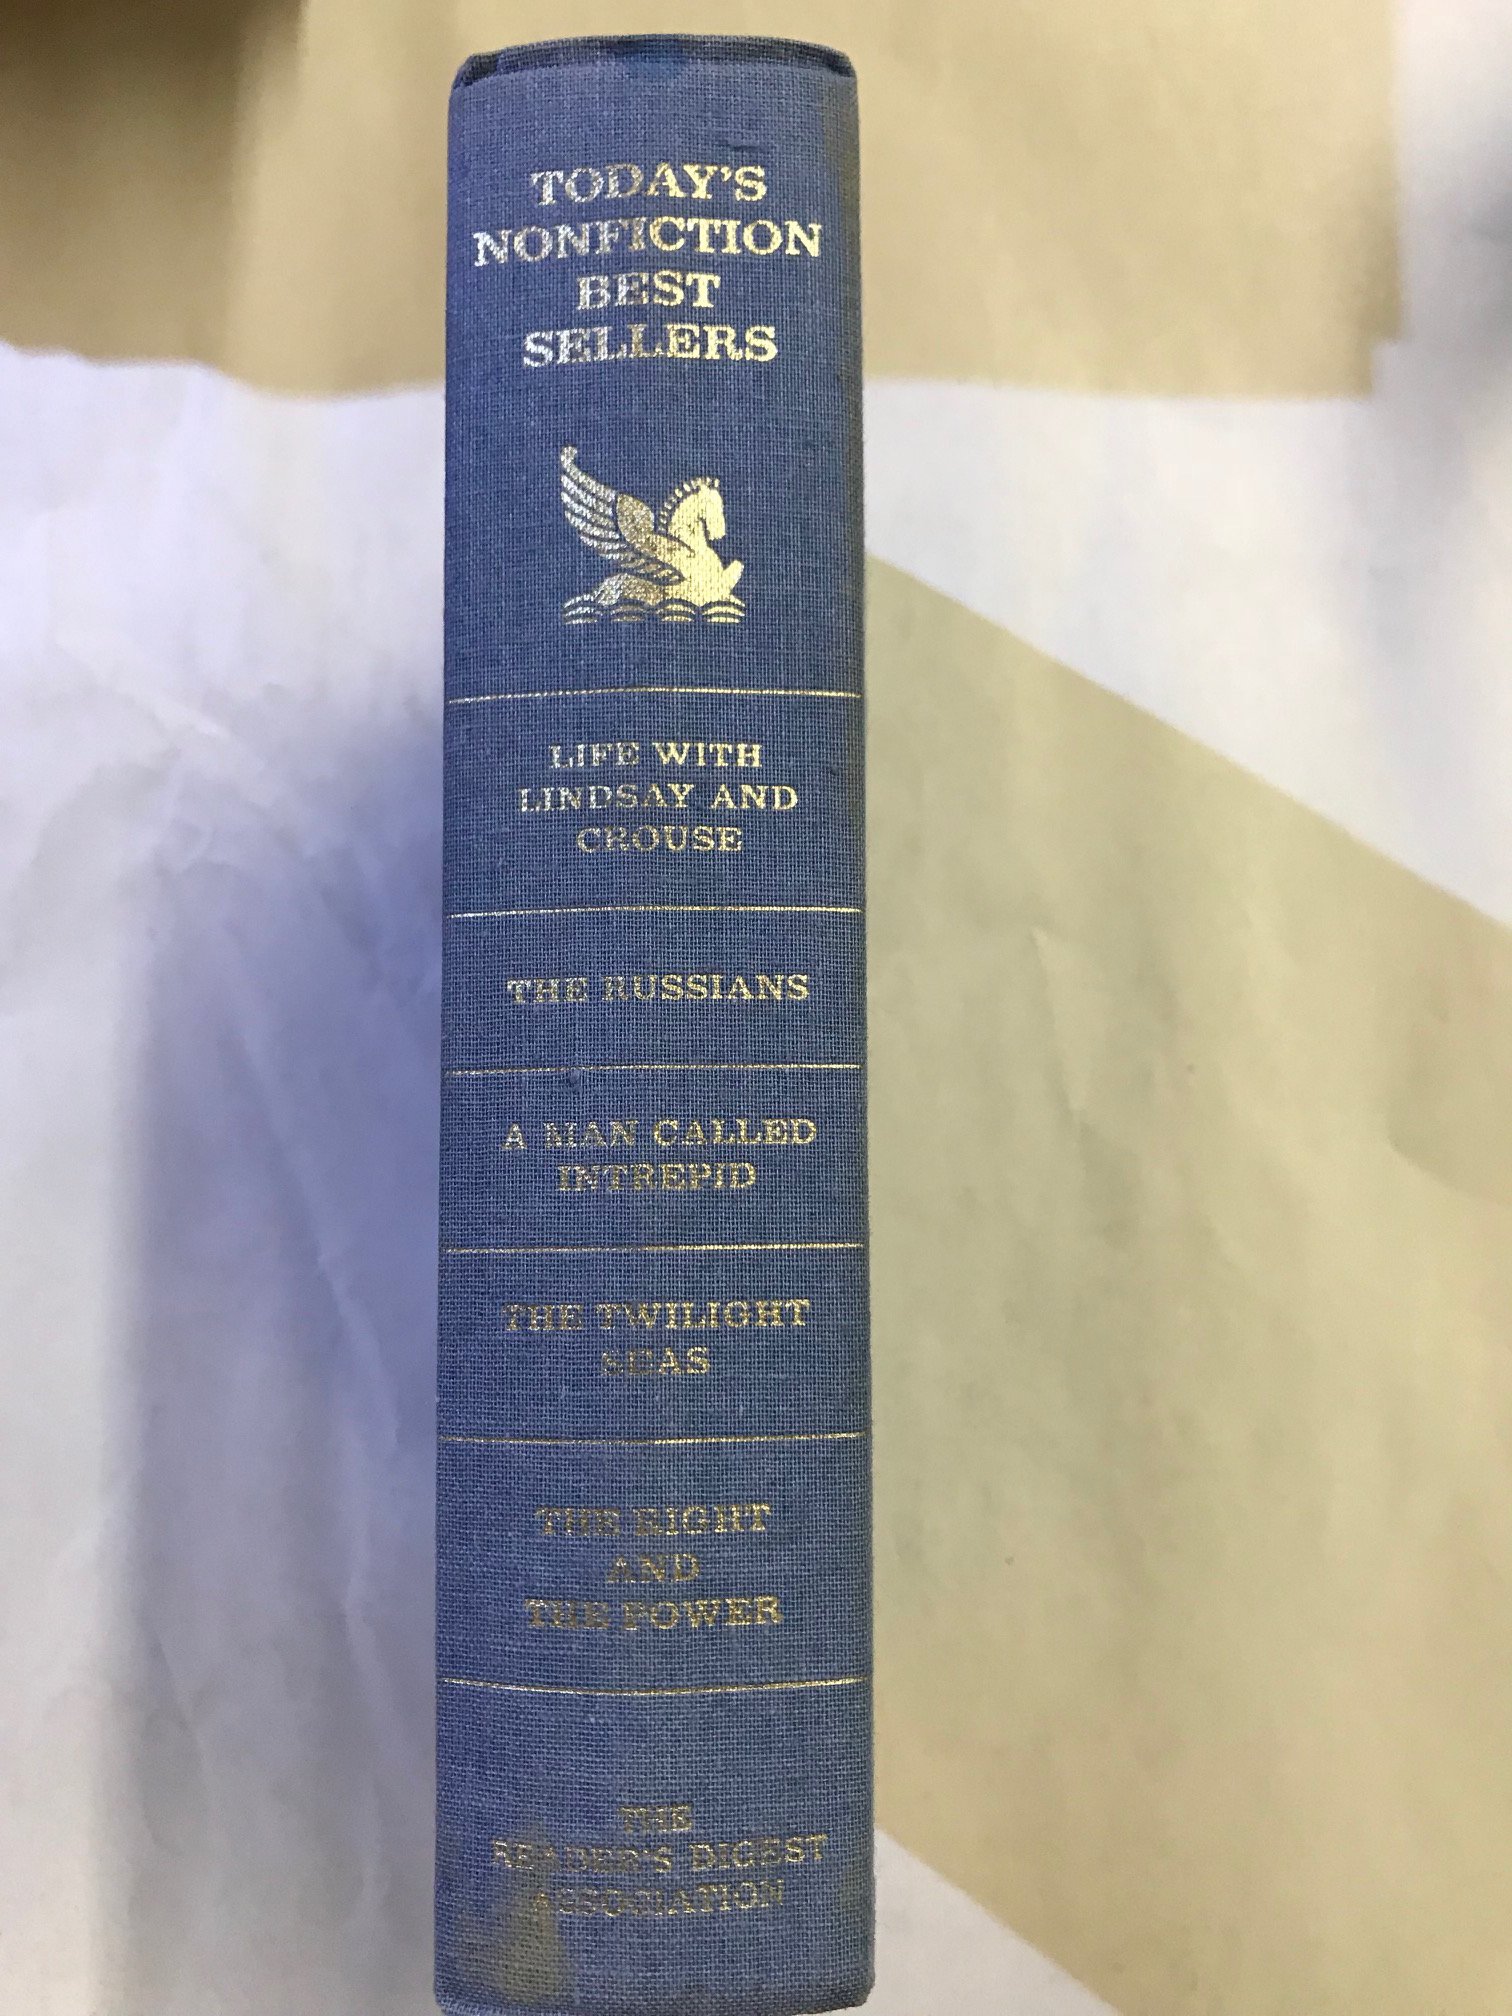 TODAY'S
NONFICTION
BEST
SELLERS
LIFE WITH
LINDSAY AND
CROUSE
THE RUSSIANS
A MAN CALLED
INTREPID
THE TWILIGHT
SEAS
THE RIGHT
AND
THE POWER
THE
READER'S DIGEST
ASSOCIATION